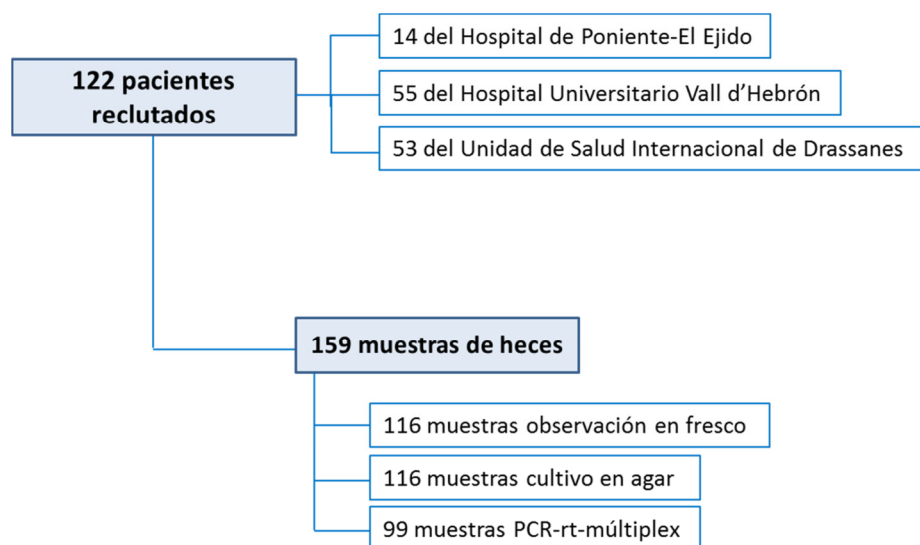 122 pacientes
reclutados
14 del Hospital de Poniente-El Ejido
55 del Hospital Universitario Vall d’Hebrón
53 del Unidad de Salud Internacional de Drassanes
159 muestras de heces
116 muestras observación en fresco
116 muestras cultivo en agar
99 muestras PCR-rt-múltiplex